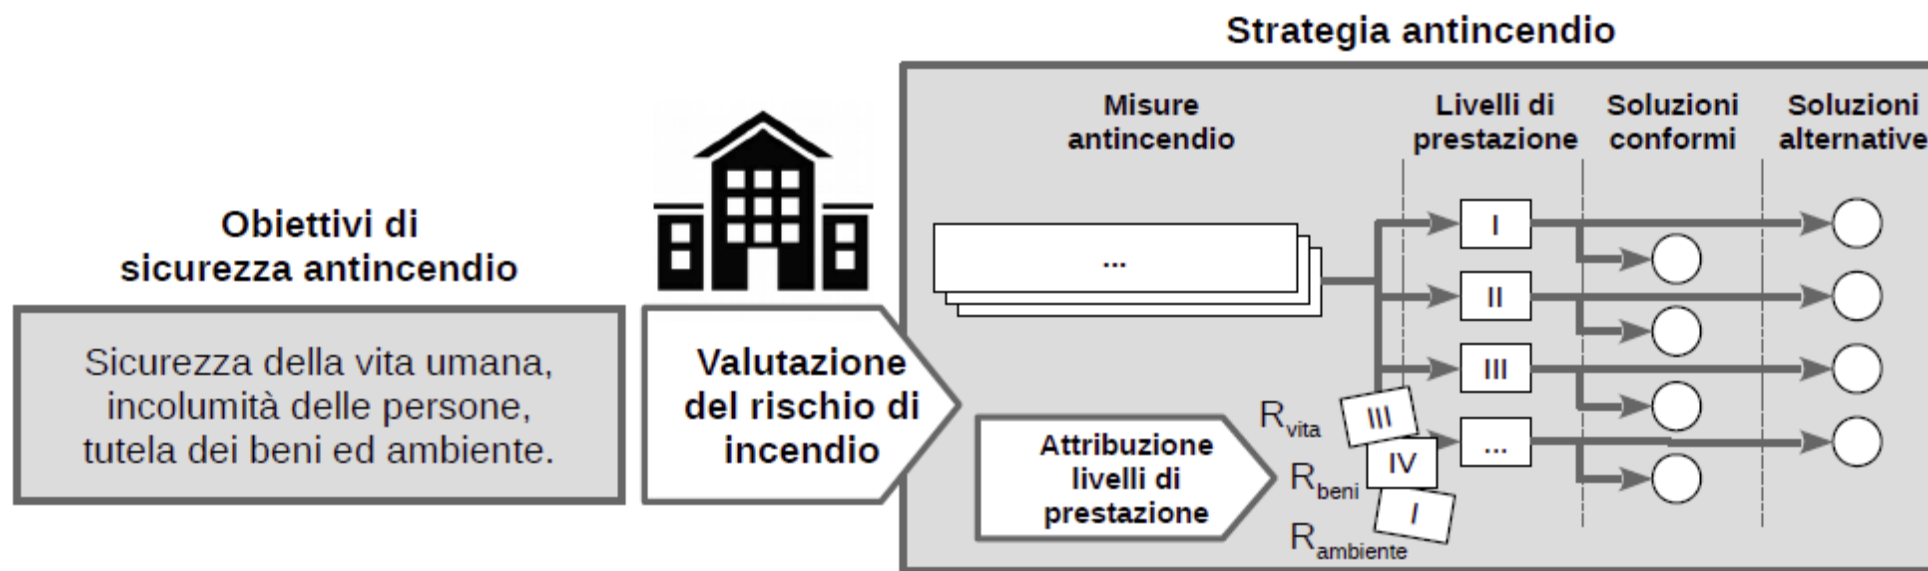 Strategia antincendio
Obiettivi di
sicurezza antincendio
Sicurezza della vita umana,
incolumità delle persone,
tutela dei beni ed ambiente.
Valutazione
del rischio di
incendio
Misure
antincendio
Livelli di
prestazione
Soluzioni
conformi
Soluzioni
alternative
...
I
II
III
...
Attribuzione
livelli di
prestazione
Rvita
III
Rbeni
IV
Rambiente
I